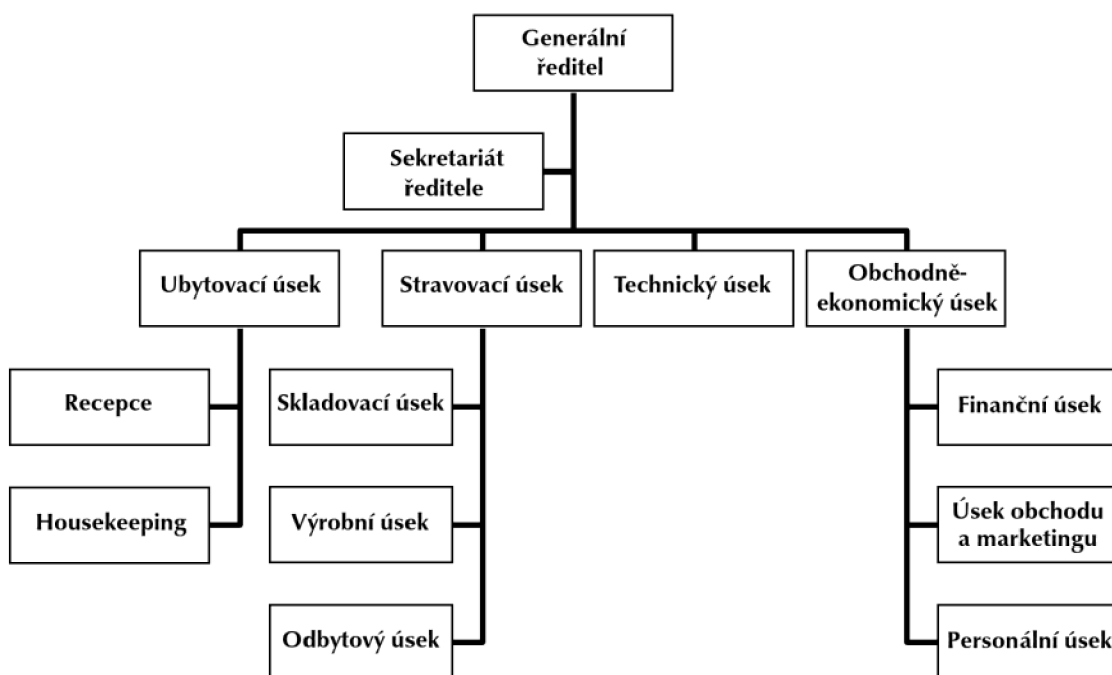 Generální
ředitel
Sekretariát
ředitele
Ubytovací úsek
Stravovací úsek
Technický úsek
Obchodně-
ekonomický úsek
Recepce
Skladovací úsek
Finanční úsek
Housekeeping
Výrobní úsek
Úsek obchodu
a marketingu
Odbytový úsek
Personální úsek